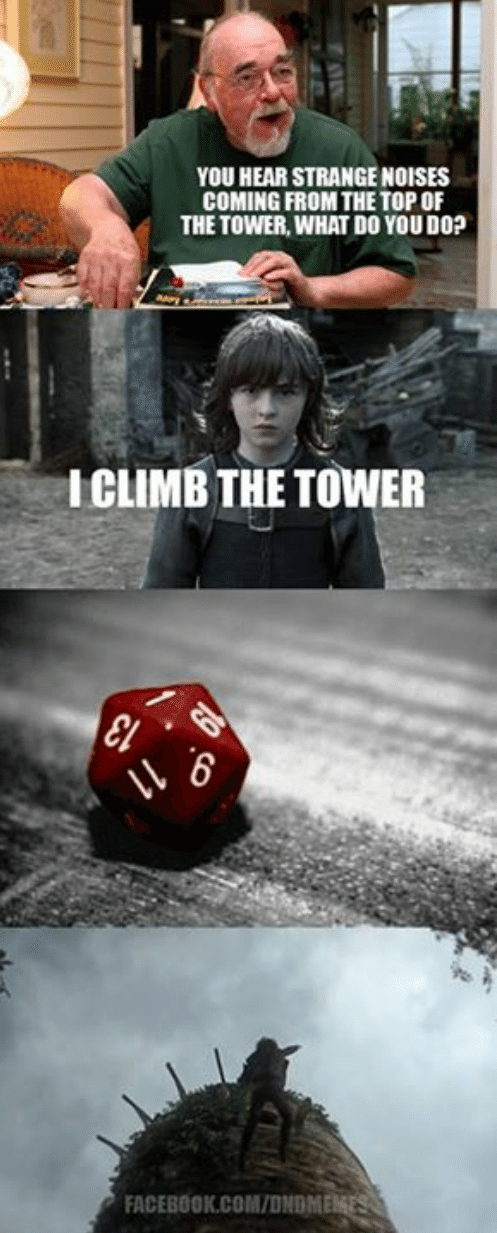 YOU HEAR STRANGE NOISES
COMING FROM THE TOP OF
THE TOWER, WHAT DO YOU DO?
I CLIMB THE TOWER
1
13
19
11
9
FACEBOOK.COM/DNDMEMES